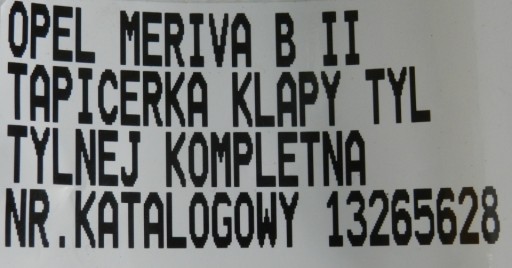 OPEL MERIVA B II
TAPICERKA KLAPY TYL
TYLNEJ KOMPLETNA
NR.KATALOGOWY 13265628